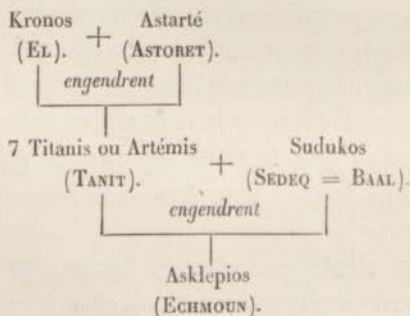 Kronos + Astarté
(EL). (ASTORET).
engendrent
7 Titanis ou Artémis + Sudukos
(TANIT). (SEDEQ = BAAL).
engendrent
Asklepios
(ECHMOUN).